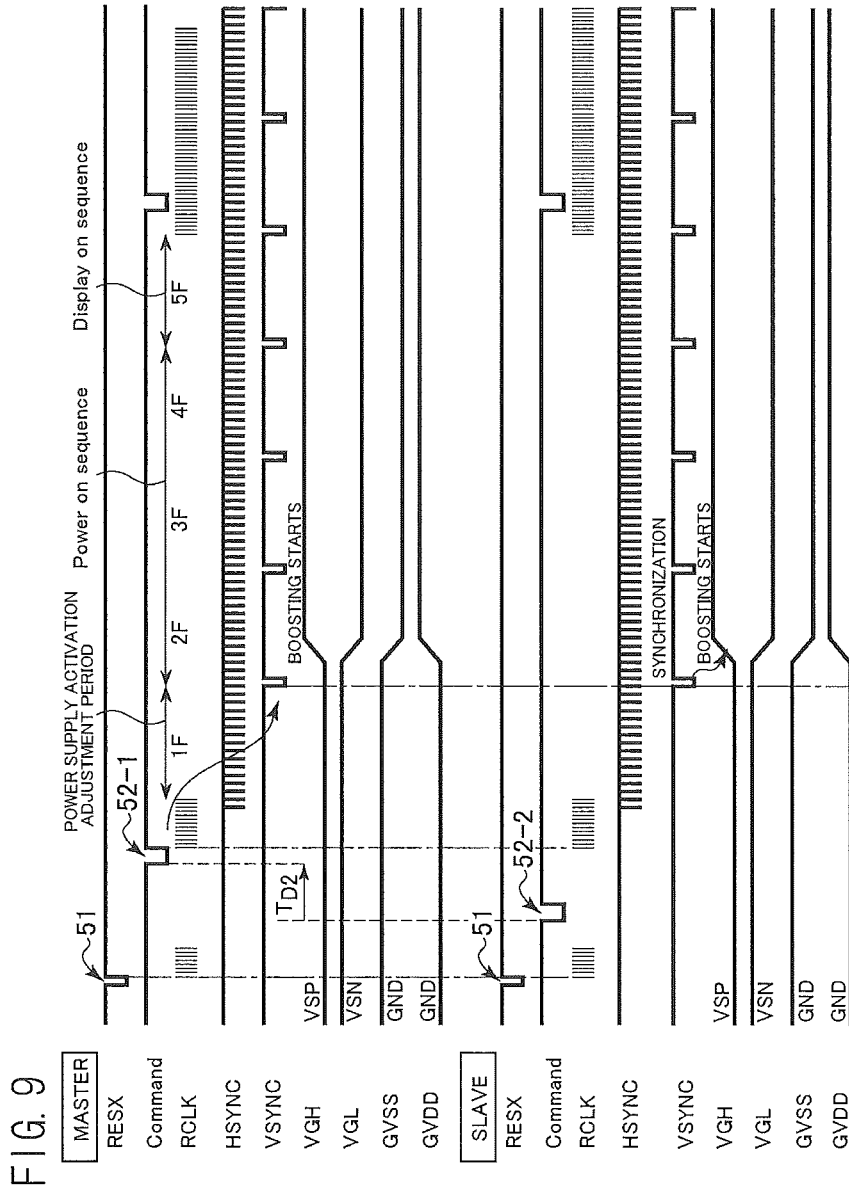 FIG. 9
MASTER
POWER SUPPLY ACTIVATION
ADJUSTMENT PERIOD
Power on sequence
Display on sequence
RESX
51
52-1
Command
1F 2F 3F 4F 5F
RCLK
HSYNC
VSYNC
TD2
BOOSTING STARTS
VGH
VSP
VGL
VSN
GVSS
GND
GVDD
GND
SLAVE
RESX
51
52-2
Command
RCLK
HSYNC
SYNCHRONIZATION
VSYNC
BOOSTING STARTS
VGH
VSP
VGL
VSN
GVSS
GND
GVDD
GND